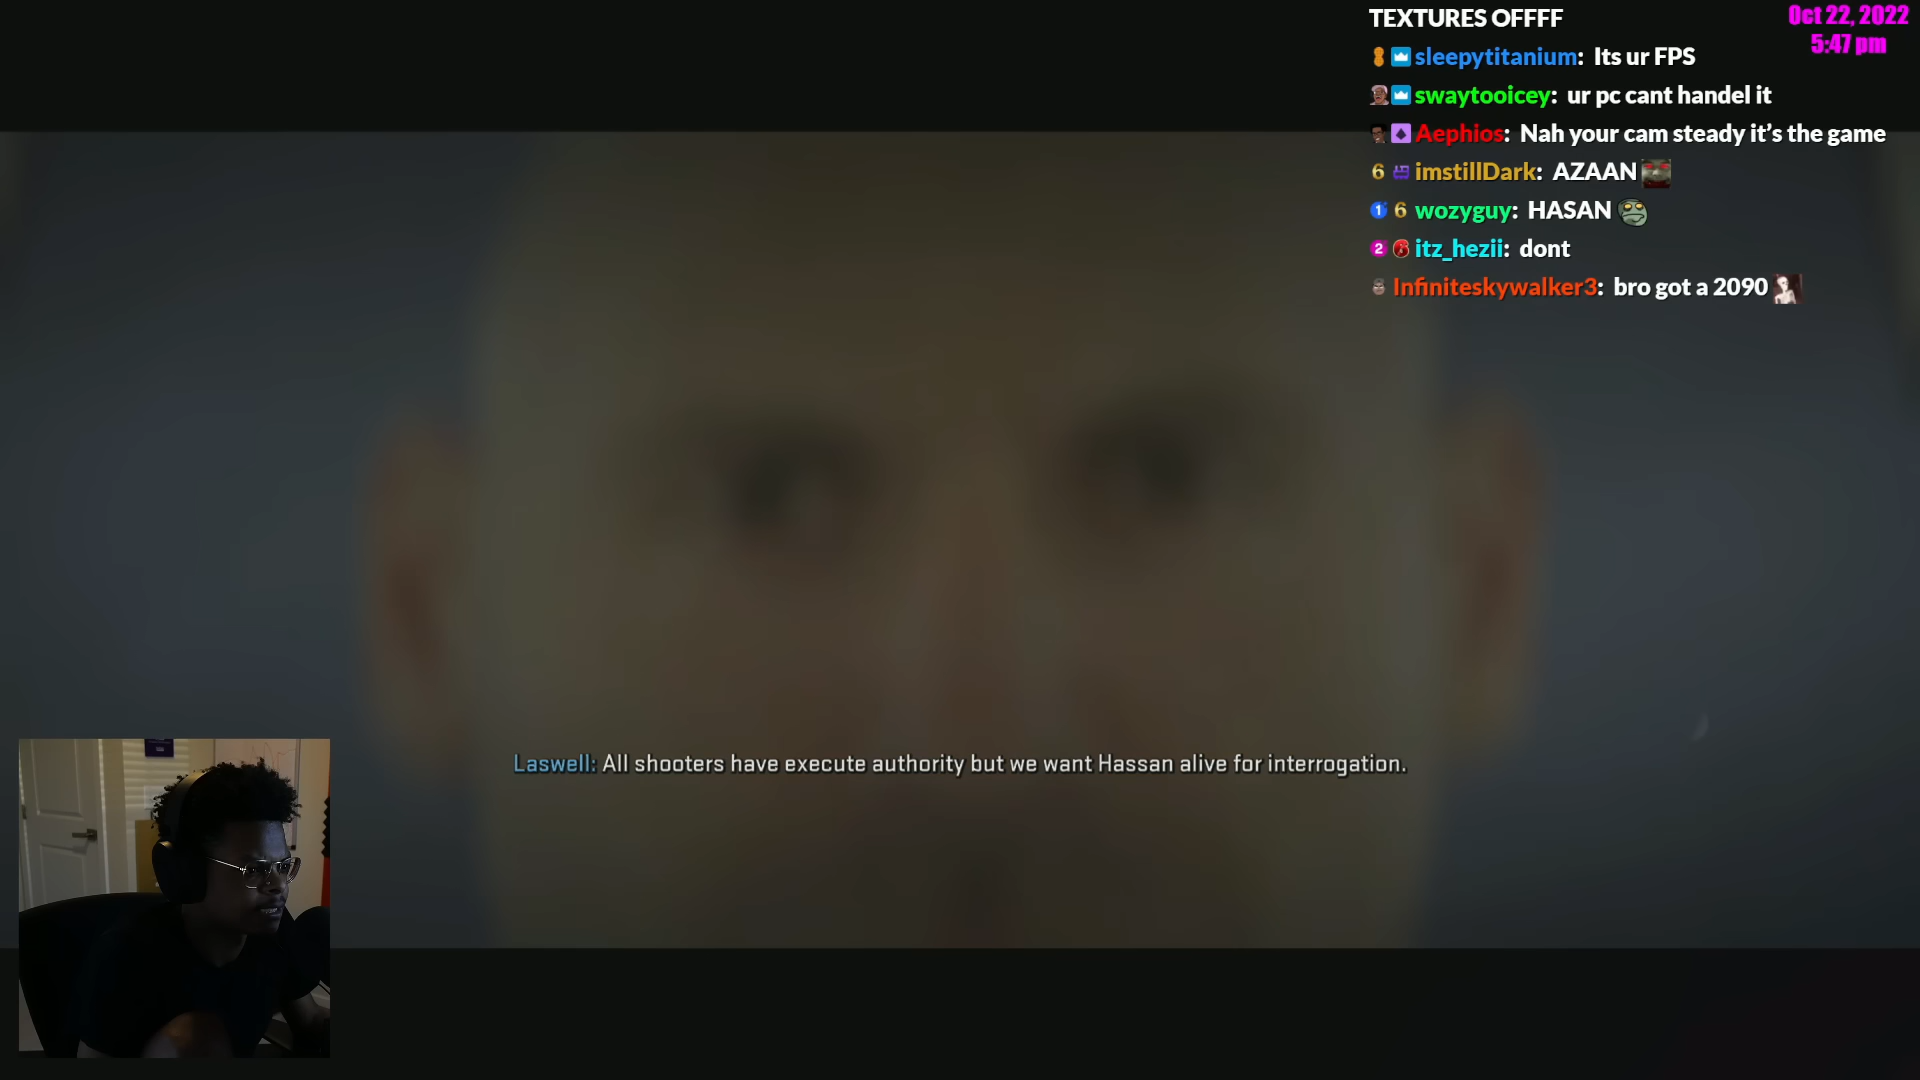 TEXTURES OFFFF
Oct 22, 2022
5:47 pm
sleepytitanium: Its ur FPS
swaytooicey: ur pc cant handel it
Aephios: Nah your cam steady it’s the game
6 imstillDark: AZAAN
1 6 wozyguy: HASAN
2 itz_hezii: dont
Infiniteskywalker3: bro got a 2090
Laswell: All shooters have execute authority but we want Hassan alive for interrogation.